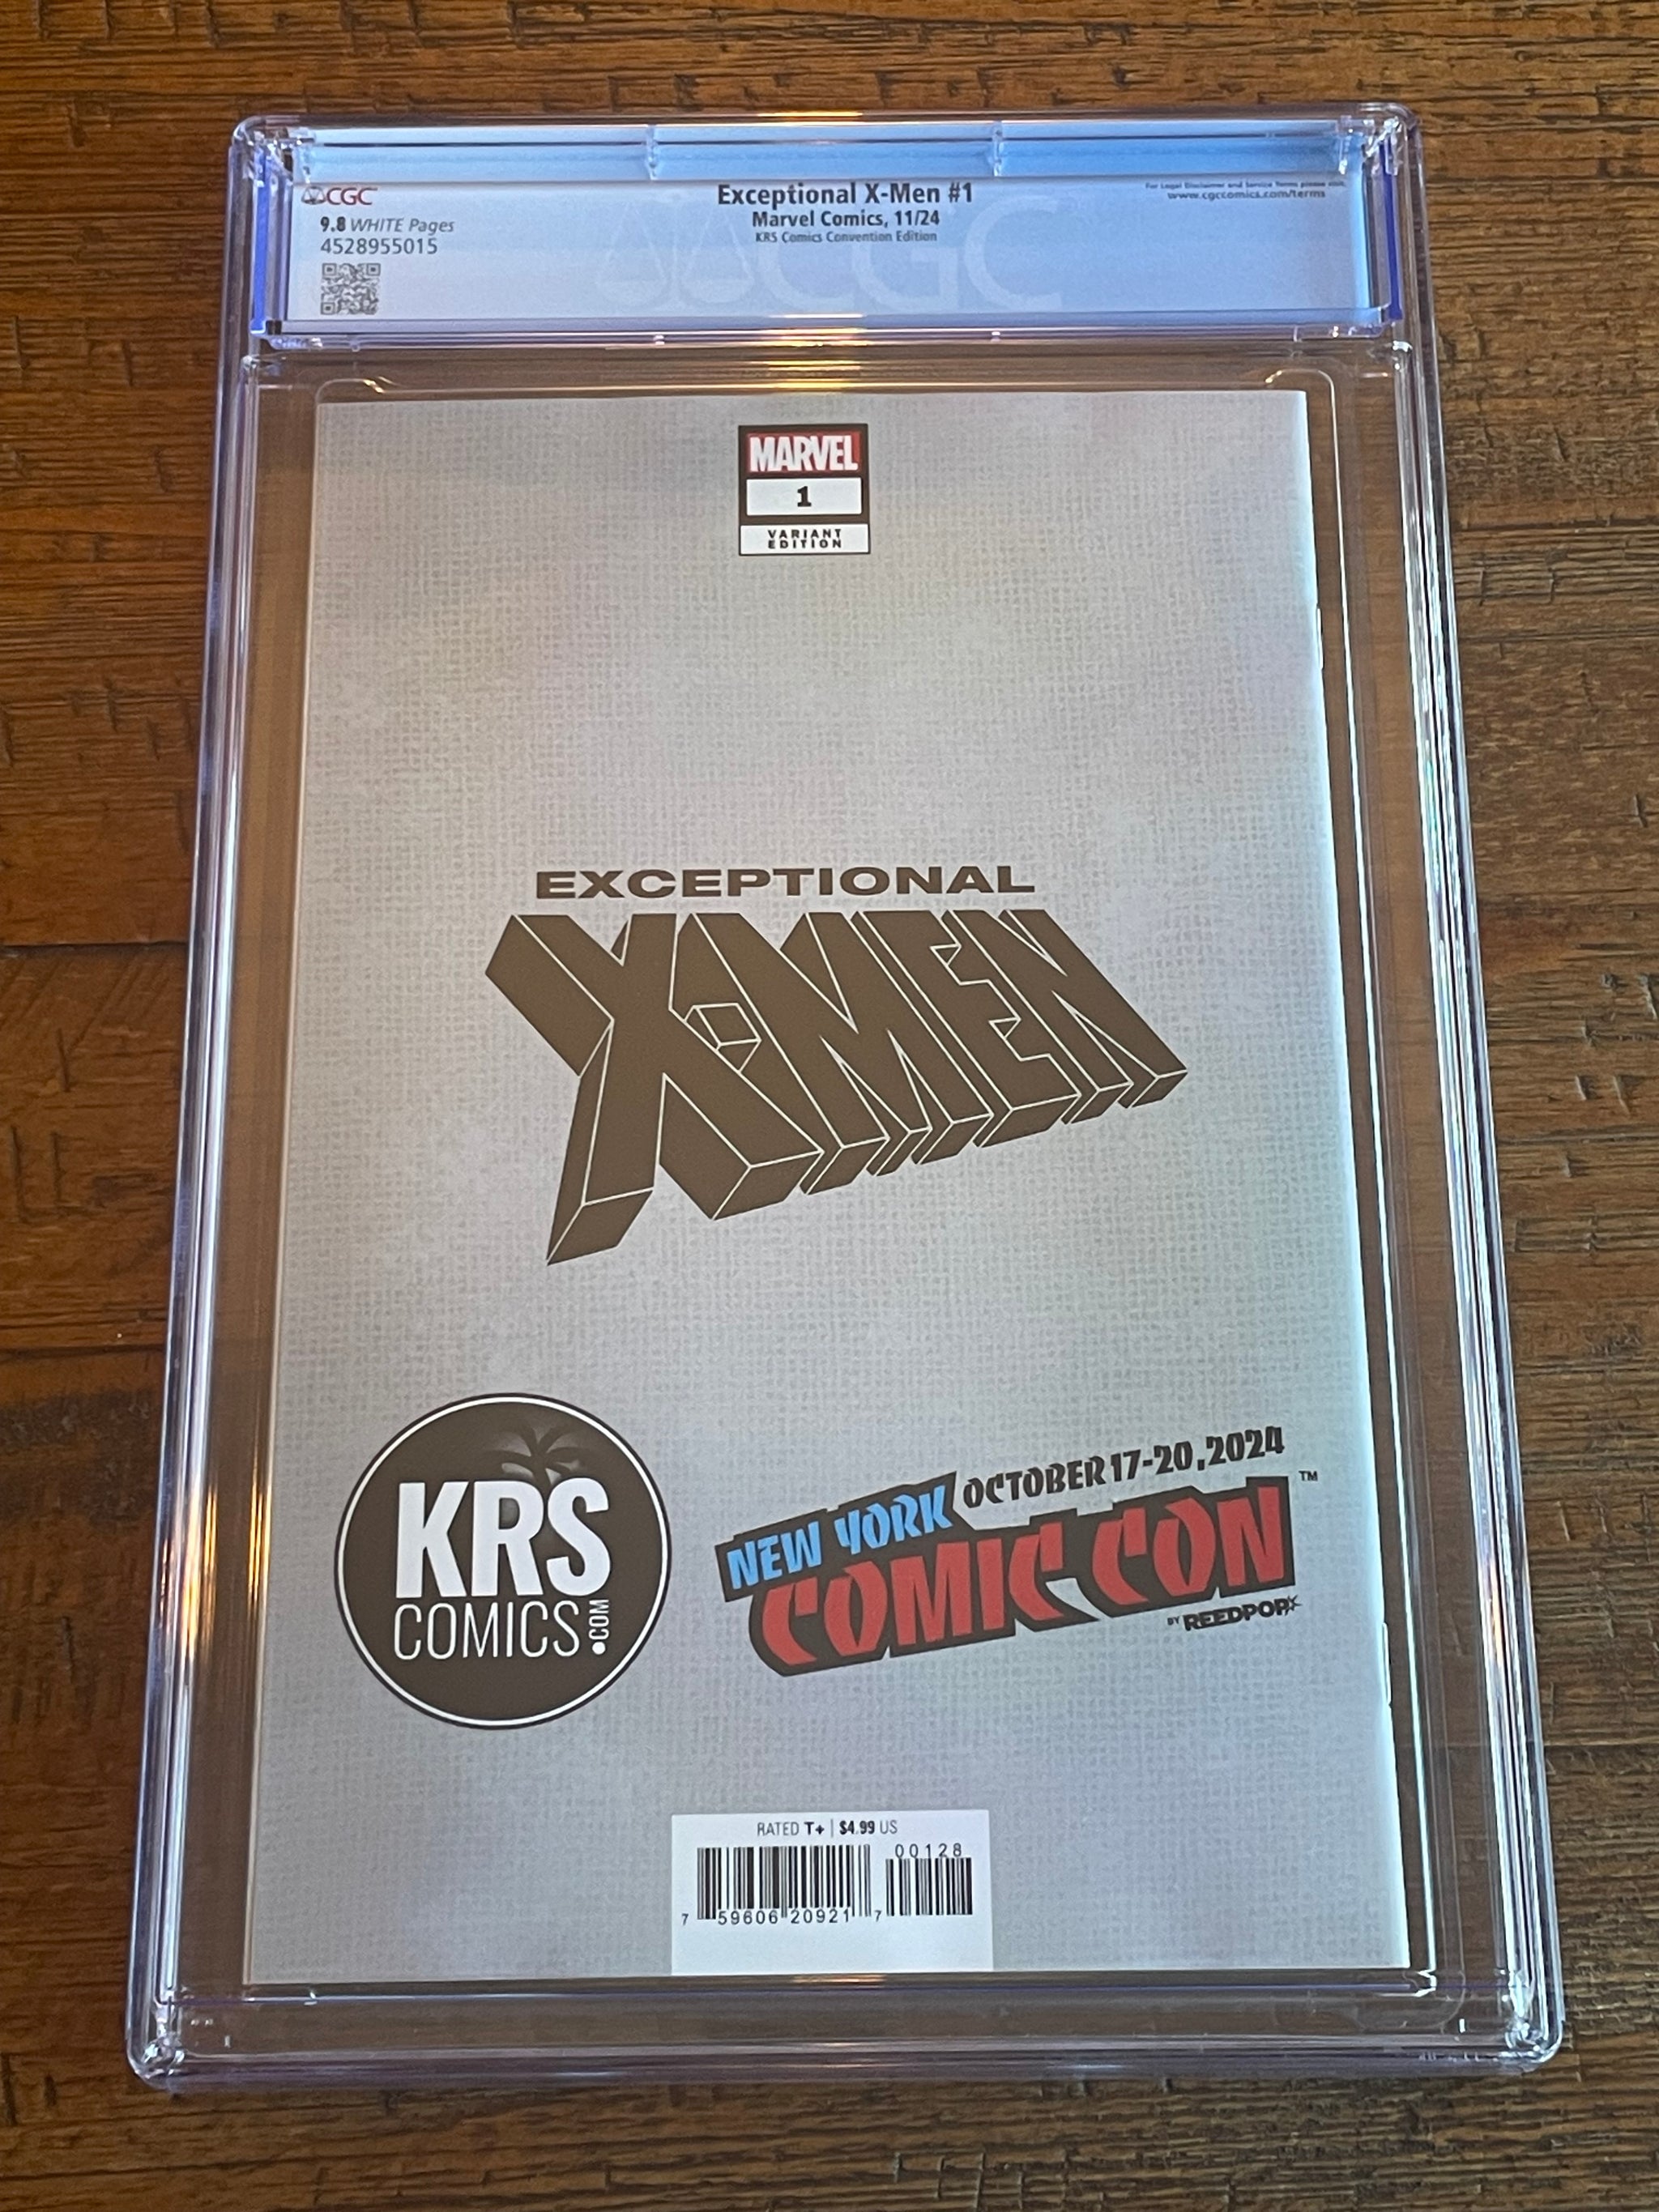 CGC
9.8 WHITE Pages
4528955015
Exceptional X-Men #1
Marvel Comics, 11/24
KRS Comics Convention Edition
For Legal Disclaimer and Service Terms please visit
www.cgccomics.com/terms
CGC
MARVEL
1
VARIANT
EDITION
EXCEPTIONAL
X-MEN
KRS
COMICS.COM
OCTOBER 17-20, 2024
NEW YORK
COMIC CON
TM
BY REEDPOP
RATED T+ | $4.99 US
00128
7 59606 20921 7